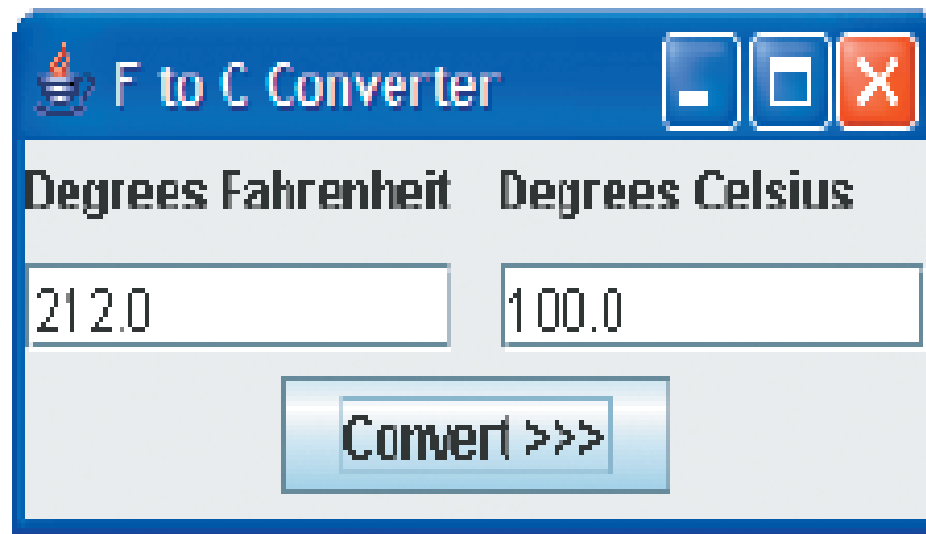 F to C Converter
Degrees Fahrenheit Degrees Celsius
212.0 100.0
Convert >>>